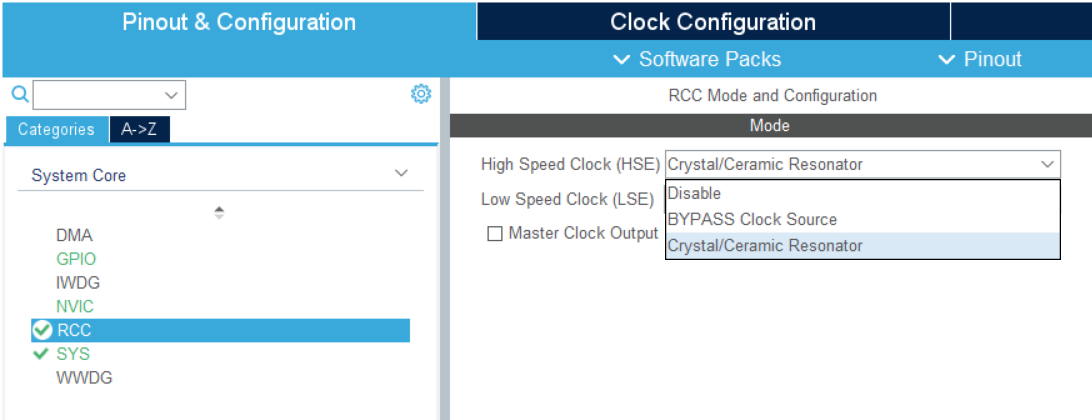 Pinout & Configuration
Clock Configuration
Software Packs
Pinout
RCC Mode and Configuration
Categories
A->Z
Mode
System Core
High Speed Clock (HSE)
Crystal/Ceramic Resonator
Low Speed Clock (LSE)
Disable
BYPASS Clock Source
Crystal/Ceramic Resonator
Master Clock Output
DMA
GPIO
IWDG
NVIC
RCC
SYS
WWDG